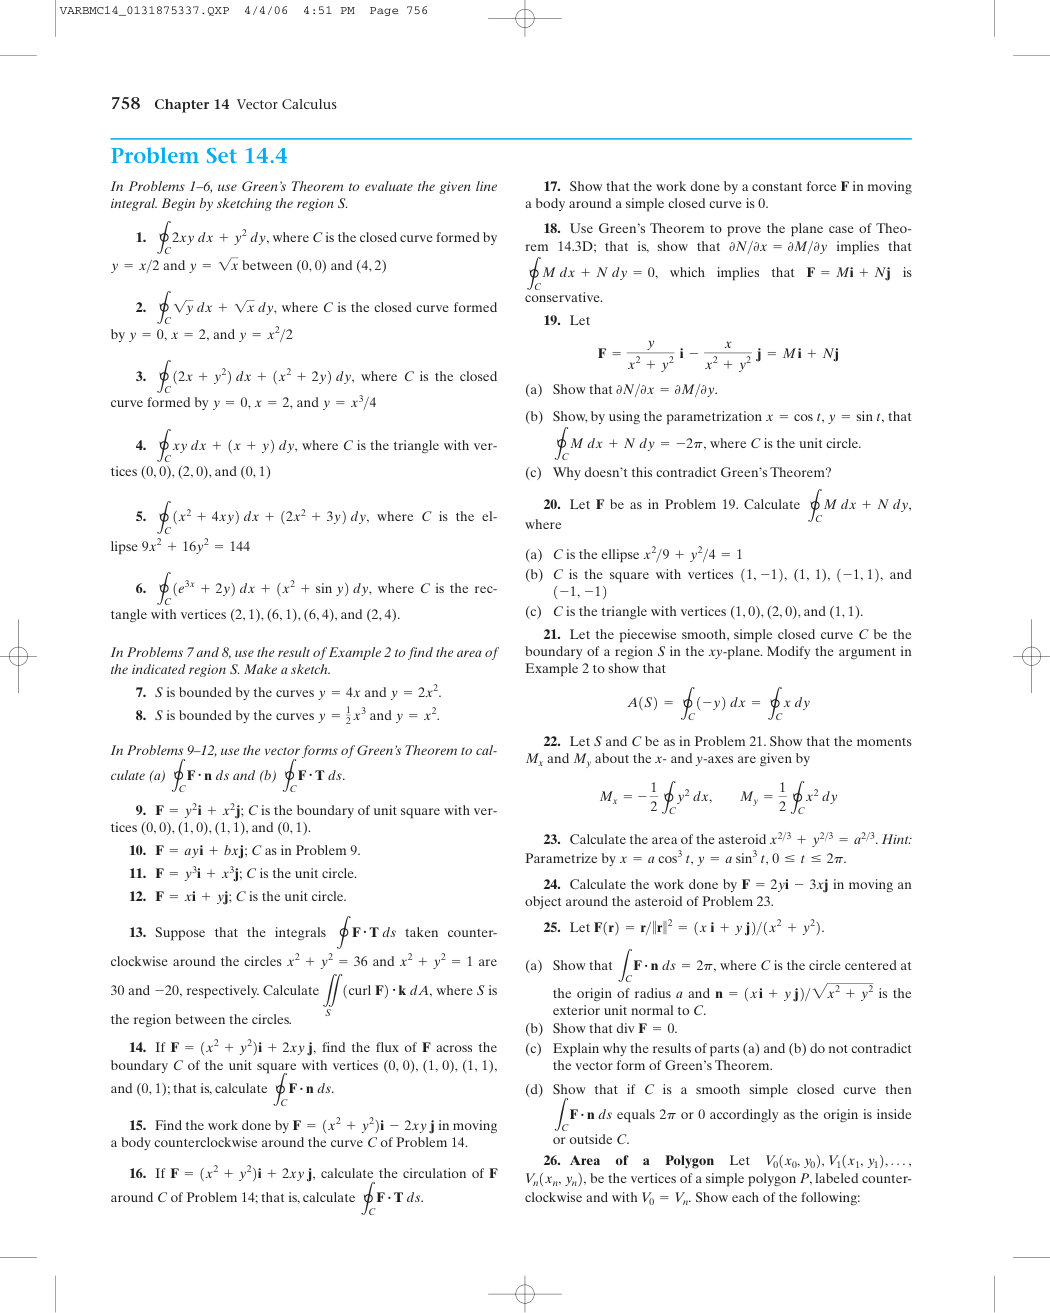 VARBMC14_0131875337.QXP 4/4/06 4:51 PM Page 756
758 Chapter 14 Vector Calculus
Problem Set 14.4
In Problems 1–6, use Green's Theorem to evaluate the given line
integral. Begin by sketching the region S.
1. ∮_C 2xy dx + y² dy, where C is the closed curve formed by
y = x/2 and y = √x between (0, 0) and (4, 2)
2. ∮_C √y dx + √x dy, where C is the closed curve formed
by y = 0, x = 2, and y = x²/2
3. ∮_C (2x + y²) dx + (x² + 2y) dy, where C is the closed
curve formed by y = 0, x = 2, and y = x³/4
4. ∮_C xy dx + (x + y) dy, where C is the triangle with ver-
tices (0, 0), (2, 0), and (0, 1)
5. ∮_C (x² + 4xy) dx + (2x² + 3y) dy, where C is the el-
lipse 9x² + 16y² = 144
6. ∮_C (e³ˣ + 2y) dx + (x² + sin y) dy, where C is the rec-
tangle with vertices (2, 1), (6, 1), (6, 4), and (2, 4).
In Problems 7 and 8, use the result of Example 2 to find the area of
the indicated region S. Make a sketch.
7. S is bounded by the curves y = 4x and y = 2x².
8. S is bounded by the curves y = ½x³ and y = x².
In Problems 9–12, use the vector forms of Green's Theorem to cal-
culate (a) ∮_C F · n ds and (b) ∮_C F · T ds.
9. F = y²i + x²j; C is the boundary of unit square with ver-
tices (0, 0), (1, 0), (1, 1), and (0, 1).
10. F = ayi + bxj; C as in Problem 9.
11. F = y³i + x³j; C is the unit circle.
12. F = xi + yj; C is the unit circle.
13. Suppose that the integrals ∮F · T ds taken counter-
clockwise around the circles x² + y² = 36 and x² + y² = 1 are
30 and −20, respectively. Calculate ∬_S (curl F) · k dA, where S is
the region between the circles.
14. If F = (x² + y²)i + 2xy j, find the flux of F across the
boundary C of the unit square with vertices (0, 0), (1, 0), (1, 1),
and (0, 1); that is, calculate ∮_C F · n ds.
15. Find the work done by F = (x² + y²)i − 2xy j in moving
a body counterclockwise around the curve C of Problem 14.
16. If F = (x² + y²)i + 2xy j, calculate the circulation of F
around C of Problem 14; that is, calculate ∮_C F · T ds.
17. Show that the work done by a constant force F in moving
a body around a simple closed curve is 0.
18. Use Green's Theorem to prove the plane case of Theo-
rem 14.3D; that is, show that ∂N/∂x = ∂M/∂y implies that
∮_C M dx + N dy = 0, which implies that F = Mi + Nj is
conservative.
19. Let
F = y/(x² + y²) i − x/(x² + y²) j = Mi + Nj
(a) Show that ∂N/∂x = ∂M/∂y.
(b) Show, by using the parametrization x = cos t, y = sin t, that
∮_C M dx + N dy = −2π, where C is the unit circle.
(c) Why doesn't this contradict Green's Theorem?
20. Let F be as in Problem 19. Calculate ∮_C M dx + N dy,
where
(a) C is the ellipse x²/9 + y²/4 = 1
(b) C is the square with vertices (1, −1), (1, 1), (−1, 1), and
(−1, −1)
(c) C is the triangle with vertices (1, 0), (2, 0), and (1, 1).
21. Let the piecewise smooth, simple closed curve C be the
boundary of a region S in the xy-plane. Modify the argument in
Example 2 to show that
A(S) = ∮_C (−y) dx = ∮_C x dy
22. Let S and C be as in Problem 21. Show that the moments
Mₓ and M_y about the x- and y-axes are given by
Mₓ = −1/2 ∮_C y² dx, M_y = 1/2 ∮_C x² dy
23. Calculate the area of the asteroid x^{2/3} + y^{2/3} = a^{2/3}. Hint:
Parametrize by x = a cos³ t, y = a sin³ t, 0 ≤ t ≤ 2π.
24. Calculate the work done by F = 2yi − 3xj in moving an
object around the asteroid of Problem 23.
25. Let F(r) = r/‖r‖² = (x i + y j)/(x² + y²).
(a) Show that ∫_C F · n ds = 2π, where C is the circle centered at
the origin of radius a and n = (xi + y j)/√(x² + y²) is the
exterior unit normal to C.
(b) Show that div F = 0.
(c) Explain why the results of parts (a) and (b) do not contradict
the vector form of Green's Theorem.
(d) Show that if C is a smooth simple closed curve then
∫_C F · n ds equals 2π or 0 accordingly as the origin is inside
or outside C.
26. Area of a Polygon Let V₀(x₀, y₀), V₁(x₁, y₁), . . . ,
Vₙ(xₙ, yₙ), be the vertices of a simple polygon P, labeled counter-
clockwise and with V₀ = Vₙ. Show each of the following: